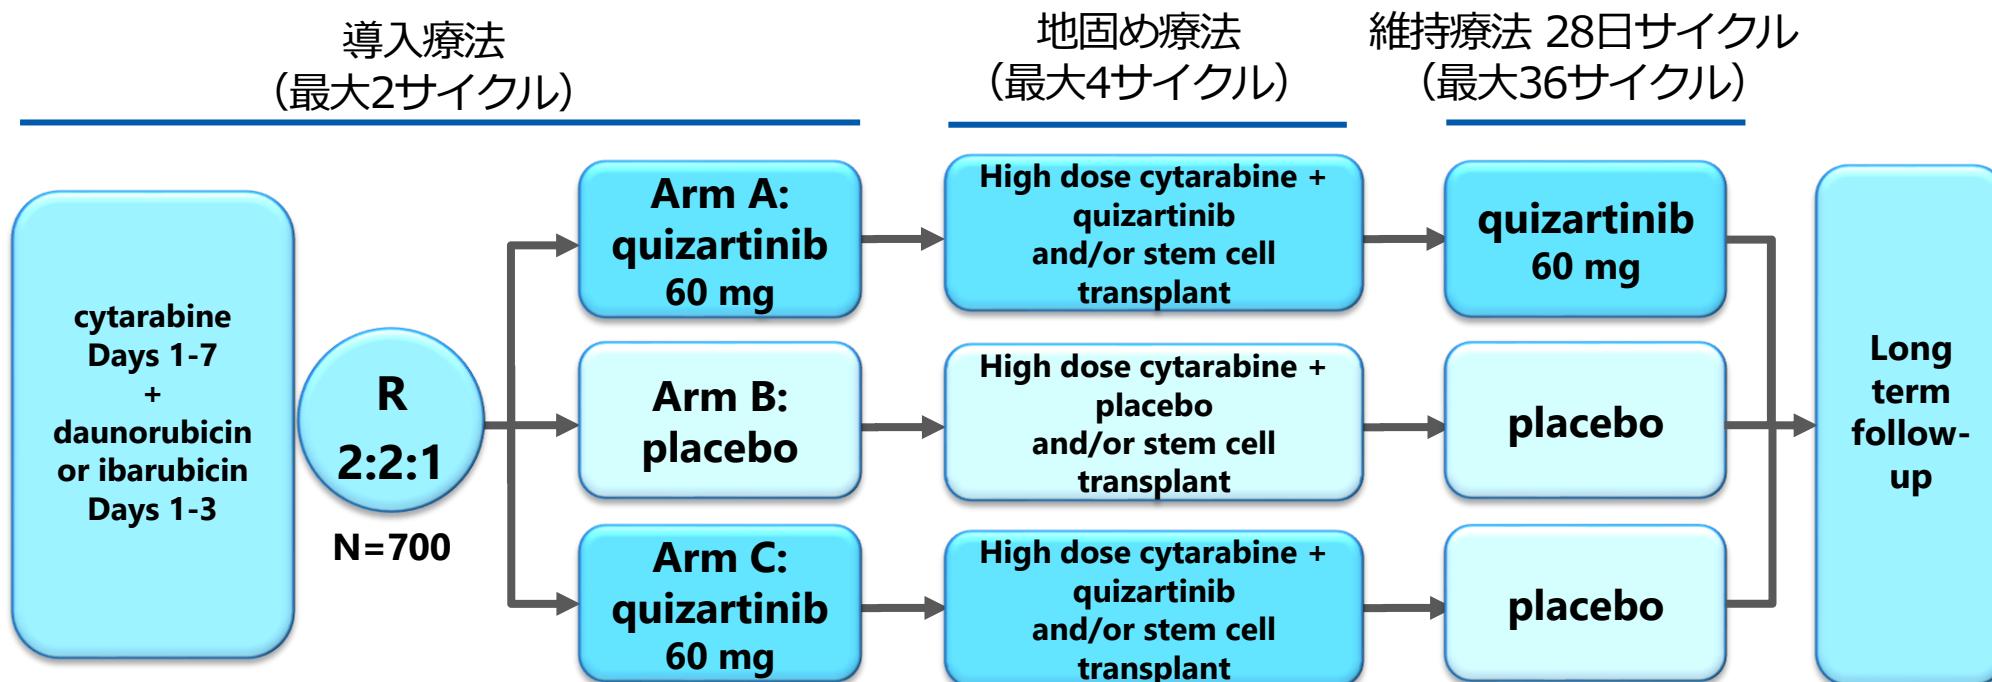 導入療法
（最大2サイクル）
地固め療法
（最大4サイクル）
維持療法 28日サイクル
（最大36サイクル）
cytarabine
Days 1-7
+
daunorubicin
or ibarubicin
Days 1-3
R
2:2:1
N=700
Arm A:
quizartinib
60 mg
High dose cytarabine +
quizartinib
and/or stem cell
transplant
quizartinib
60 mg
Arm B:
placebo
High dose cytarabine +
placebo
and/or stem cell
transplant
placebo
Arm C:
quizartinib
60 mg
High dose cytarabine +
quizartinib
and/or stem cell
transplant
placebo
Long
term
follow-
up